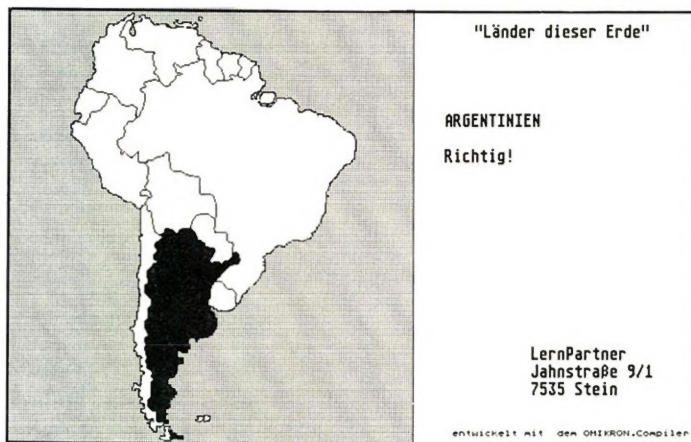 "Länder dieser Erde"
ARGENTINIEN
Richtig!
LernPartner
Jahnstraße 9/1
7535 Stein
entwickelt mit dem OMIKRON.Compiler